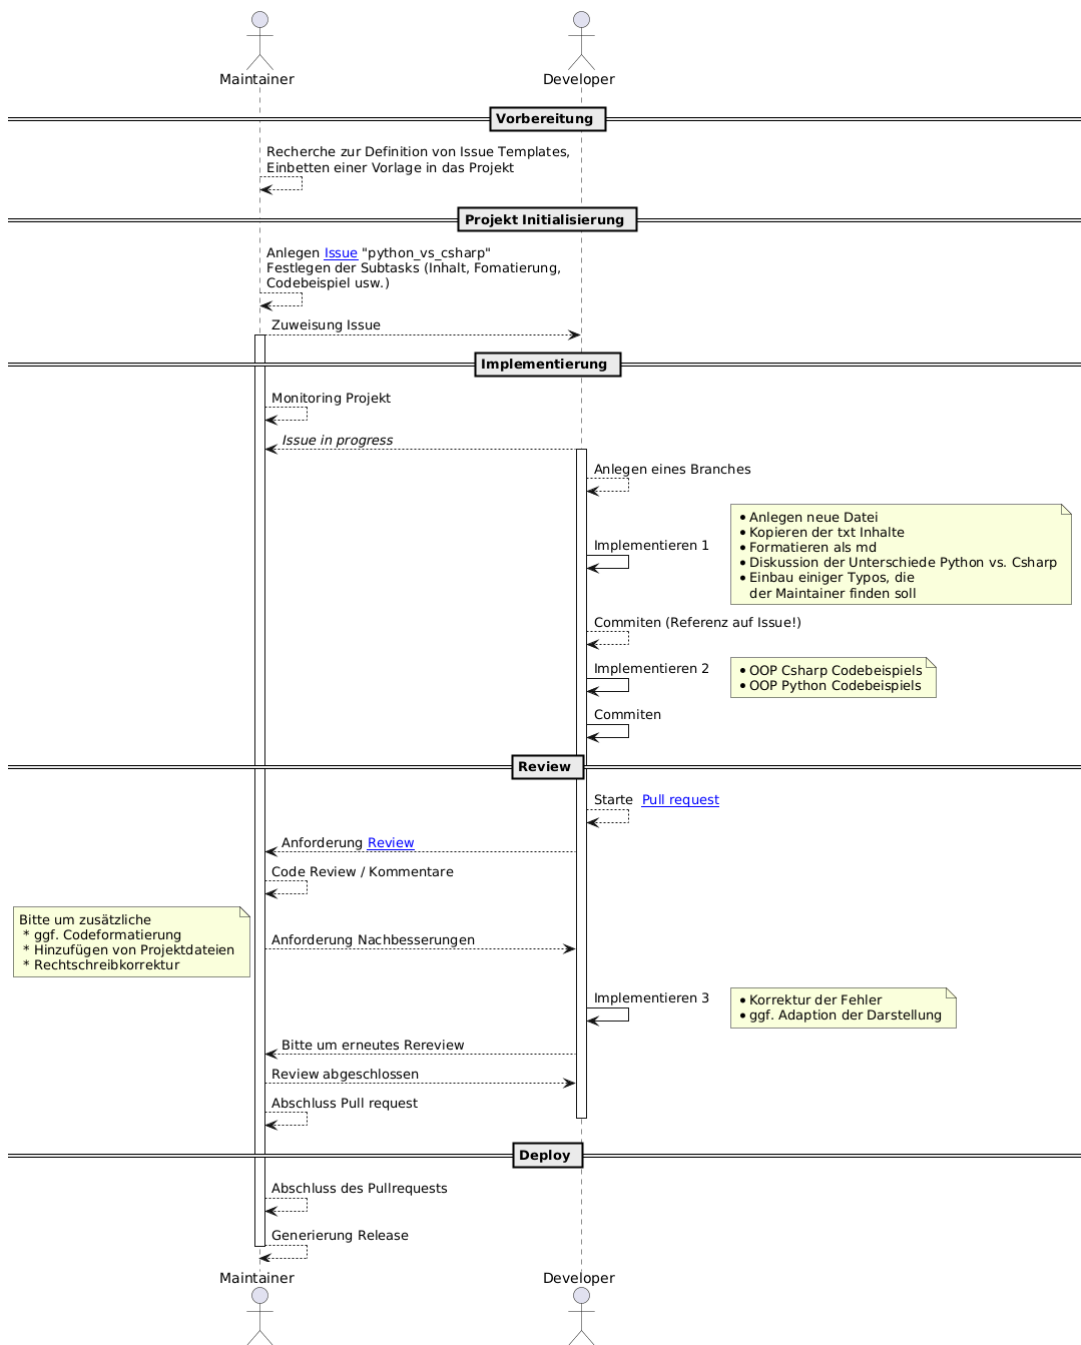 Maintainer
Developer
Vorbereitung
Recherche zur Definition von Issue Templates,
Einbetten einer Vorlage in das Projekt
Projekt Initialisierung
Anlegen Issue "python_vs_csharp"
Festlegen der Subtasks (Inhalt, Fomatierung,
Codebeispiel usw.)
Zuweisung Issue
Implementierung
Monitoring Projekt
Issue in progress
Anlegen eines Branches
• Anlegen neue Datei
• Kopieren der txt Inhalte
• Formatieren als md
• Diskussion der Unterschiede Python vs. Csharp
• Einbau einiger Typos, die
der Maintainer finden soll
Implementieren 1
Commiten (Referenz auf Issue!)
Implementieren 2
• OOP Csharp Codebeispiels
• OOP Python Codebeispiels
Commiten
Review
Starte Pull request
Anforderung Review
Code Review / Kommentare
Bitte um zusätzliche
* ggf. Codeformatierung
* Hinzufügen von Projektdateien
* Rechtschreibkorrektur
Anforderung Nachbesserungen
Implementieren 3
• Korrektur der Fehler
• ggf. Adaption der Darstellung
Bitte um erneutes Rereview
Review abgeschlossen
Abschluss Pull request
Deploy
Abschluss des Pullrequests
Generierung Release
Maintainer
Developer